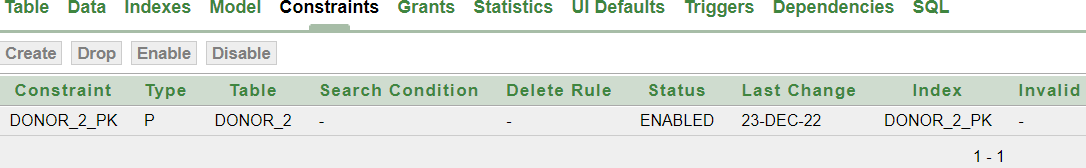 Table Data Indexes Model Constraints Grants Statistics UI Defaults Triggers Dependencies SQL
Create Drop Enable Disable
Constraint Type Table Search Condition Delete Rule Status Last Change Index Invalid
DONOR_2_PK P DONOR_2 - - ENABLED 23-DEC-22 DONOR_2_PK -
1 - 1